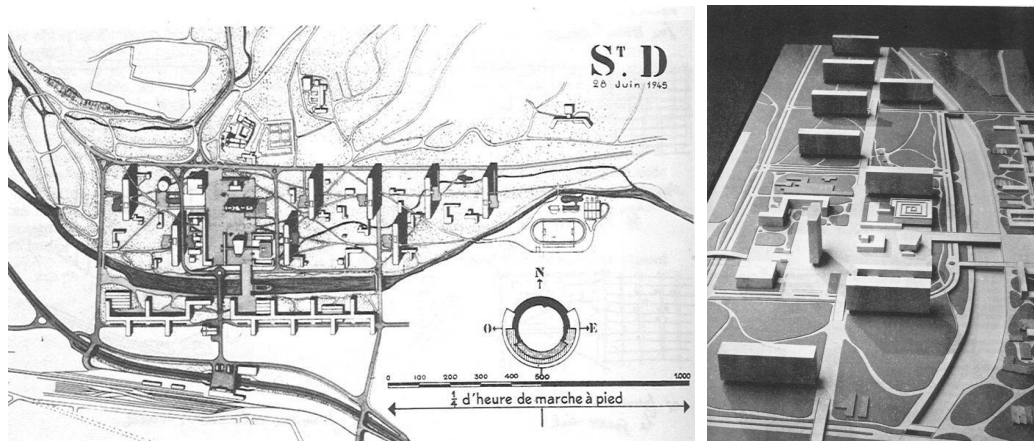 ST. D
28 Juin 1945
N
O E
0 100 200 300 400 500 1.000
1/4 d'heure de marche à pied